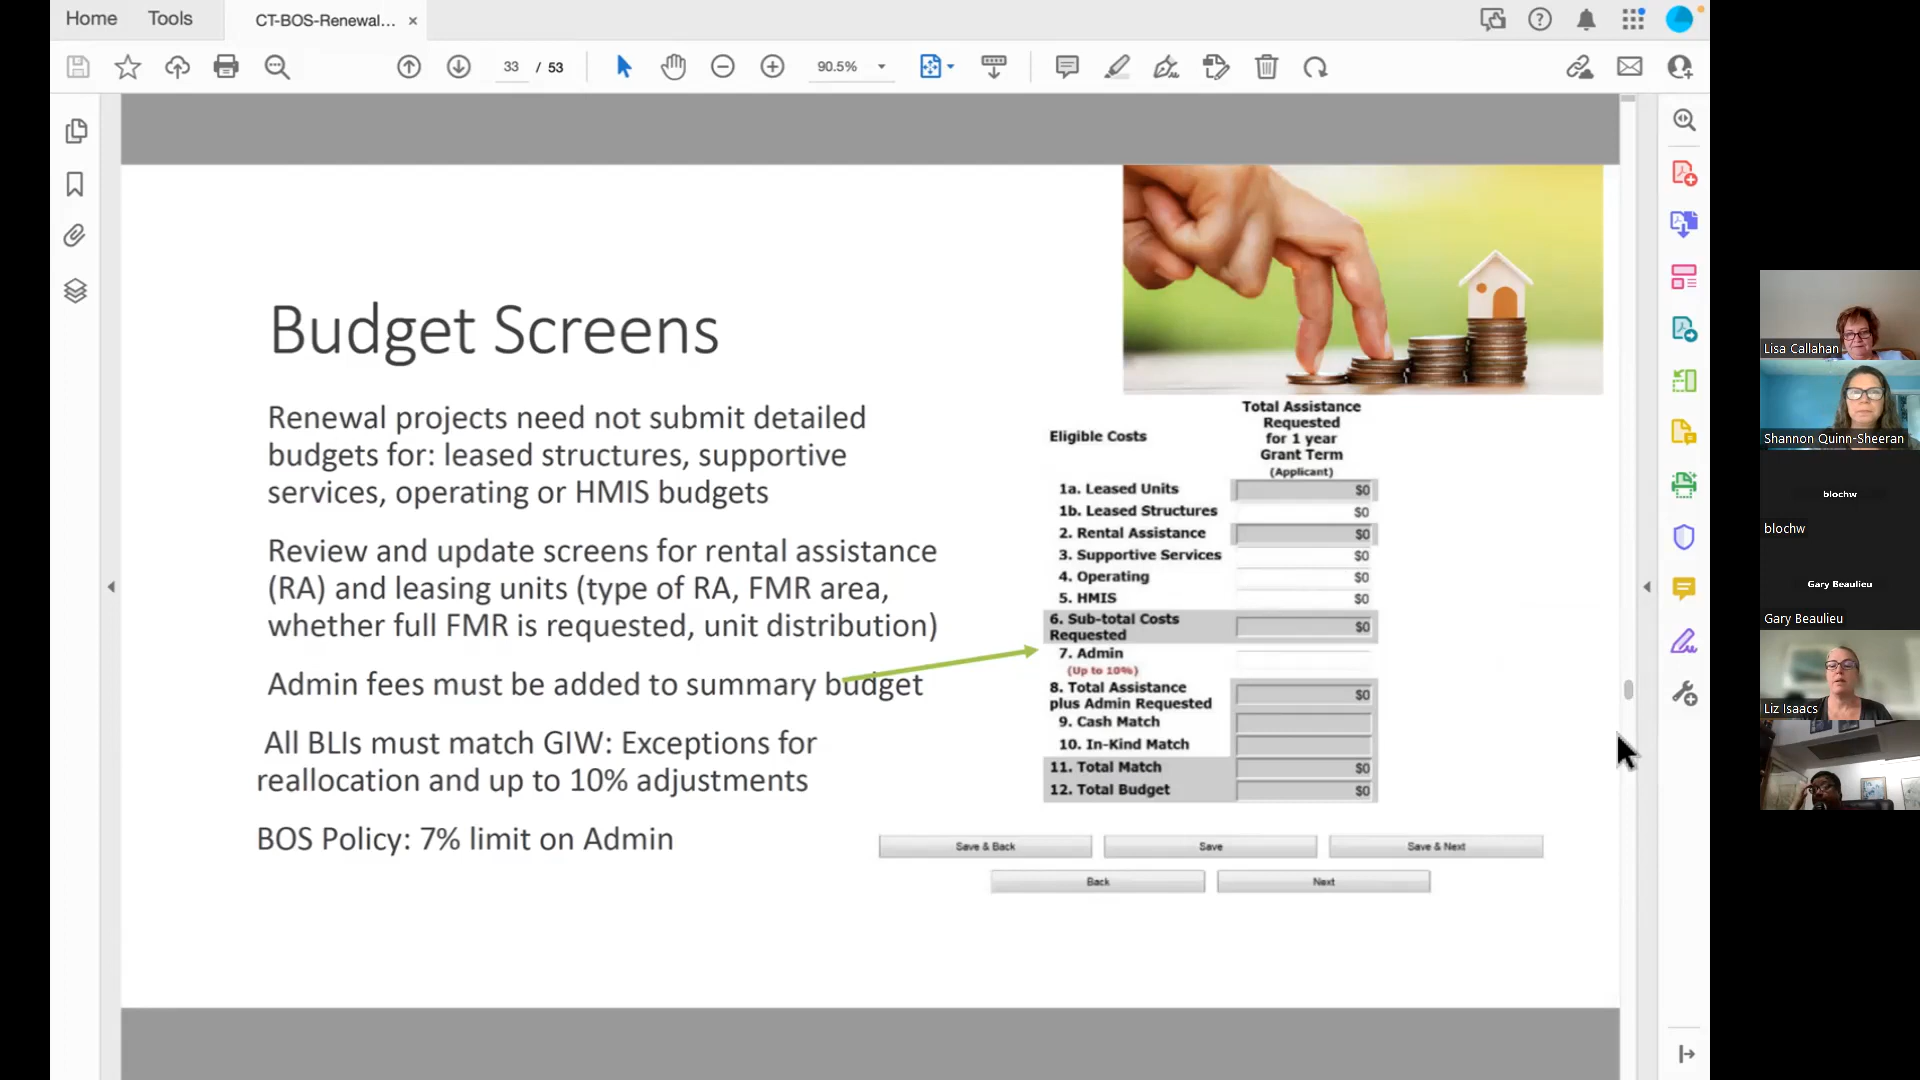 Home
Tools
CT-BOS-Renewal...
33 / 53
90.5%
Budget Screens
Renewal projects need not submit detailed
budgets for: leased structures, supportive
services, operating or HMIS budgets
Review and update screens for rental assistance
(RA) and leasing units (type of RA, FMR area,
whether full FMR is requested, unit distribution)
Admin fees must be added to summary budget
All BLIs must match GIW: Exceptions for
reallocation and up to 10% adjustments
BOS Policy: 7% limit on Admin
Eligible Costs
Total Assistance
Requested
for 1 year
Grant Term
(Applicant)
1a. Leased Units $0
1b. Leased Structures $0
2. Rental Assistance $0
3. Supportive Services $0
4. Operating $0
5. HMIS $0
6. Sub-total Costs
Requested $0
7. Admin
(Up to 10%)
8. Total Assistance
plus Admin Requested $0
9. Cash Match
10. In-Kind Match
11. Total Match $0
12. Total Budget $0
Save & Back
Save
Save & Next
Back
Next
Lisa Callahan
Shannon Quinn-Sheeran
blochw
blochw
Gary Beaulieu
Gary Beaulieu
Liz Isaacs